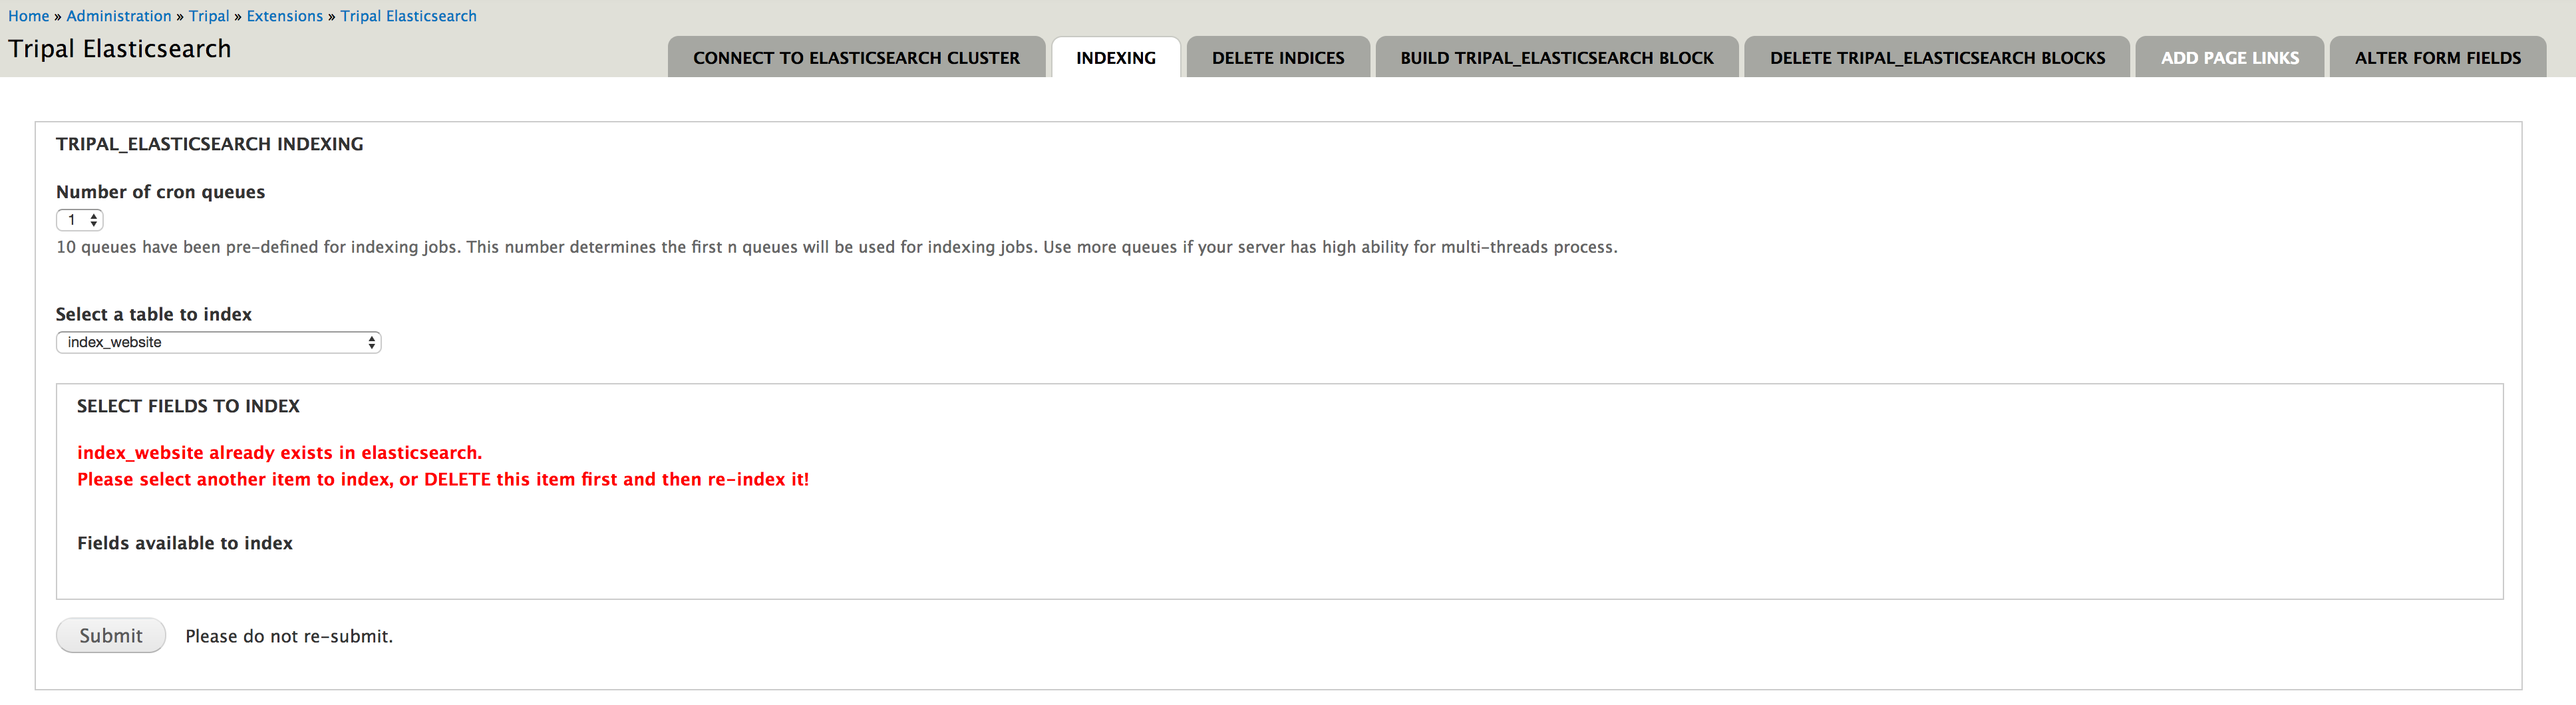 Home » Administration » Tripal » Extensions » Tripal Elasticsearch
Tripal Elasticsearch
CONNECT TO ELASTICSEARCH CLUSTER
INDEXING
DELETE INDICES
BUILD TRIPAL_ELASTICSEARCH BLOCK
DELETE TRIPAL_ELASTICSEARCH BLOCKS
ADD PAGE LINKS
ALTER FORM FIELDS
TRIPAL_ELASTICSEARCH INDEXING
Number of cron queues
1
10 queues have been pre-defined for indexing jobs. This number determines the first n queues will be used for indexing jobs. Use more queues if your server has high ability for multi-threads process.
Select a table to index
index_website
SELECT FIELDS TO INDEX
index_website already exists in elasticsearch.
Please select another item to index, or DELETE this item first and then re-index it!
Fields available to index
Submit Please do not re-submit.